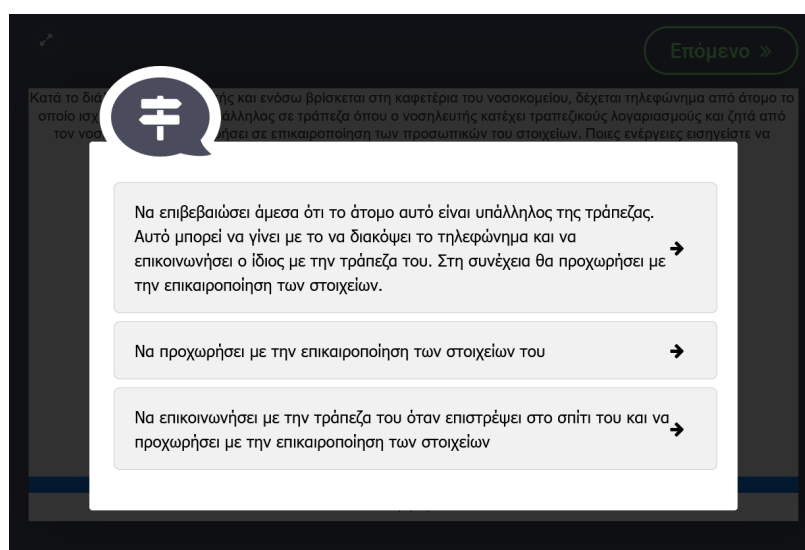 Επόμενο »
Κατά το διά ής και ενόσω βρίσκεται στη καφετέρια του νοσοκομείου, δέχεται τηλεφώνημα από άτομο το
οποίο ισχ άλληλος σε τράπεζα όπου ο νοσηλευτής κατέχει τραπεζικούς λογαριασμούς και ζητά από
τον νοσ ήσει σε επικαιροποίηση των προσωπικών του στοιχείων. Ποιες ενέργειες εισηγείστε να
Να επιβεβαιώσει άμεσα ότι το άτομο αυτό είναι υπάλληλος της τράπεζας.
Αυτό μπορεί να γίνει με το να διακόψει το τηλεφώνημα και να
επικοινωνήσει ο ίδιος με την τράπεζα του. Στη συνέχεια θα προχωρήσει με
την επικαιροποίηση των στοιχείων.
Να προχωρήσει με την επικαιροποίηση των στοιχείων του
Να επικοινωνήσει με την τράπεζα του όταν επιστρέψει στο σπίτι του και να
προχωρήσει με την επικαιροποίηση των στοιχείων